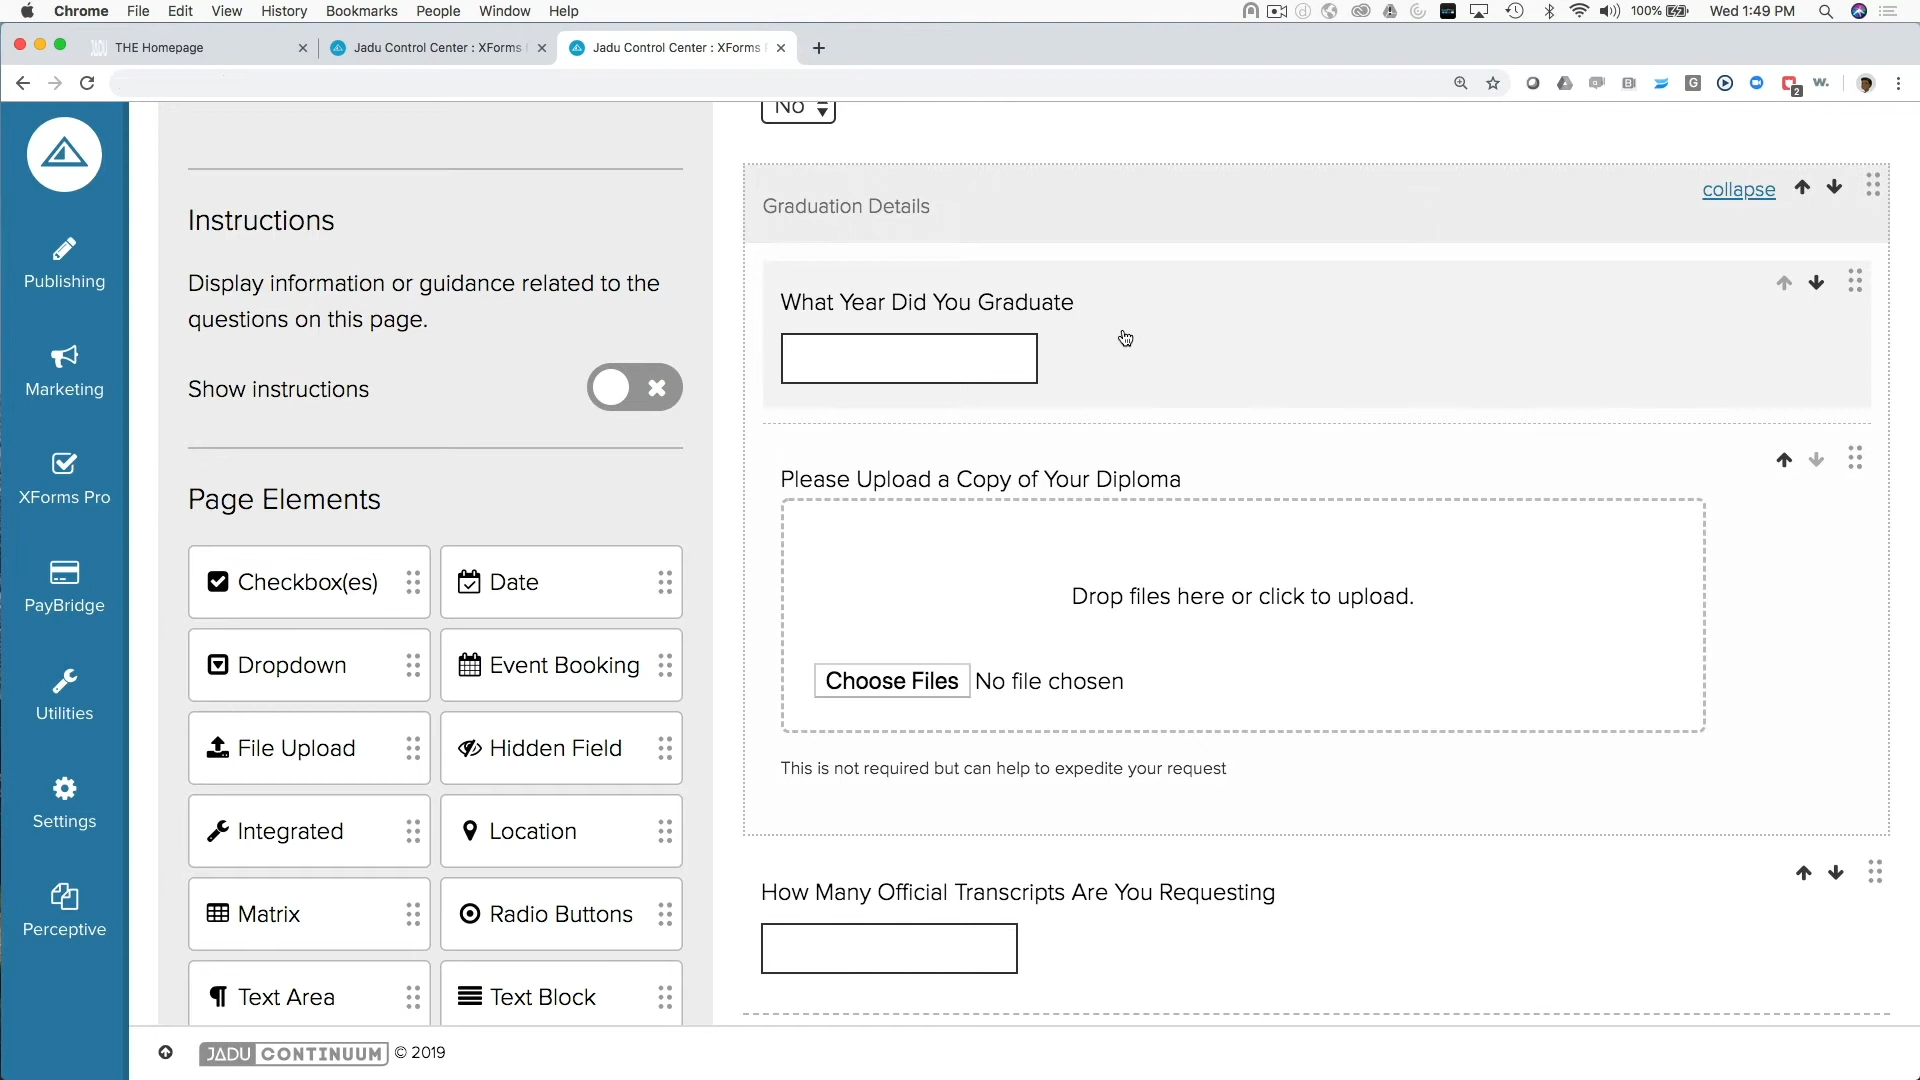 Chrome File Edit View History Bookmarks People Window Help
100% Wed 1:49 PM
THE Homepage
Jadu Control Center : XForms
Jadu Control Center : XForms
2
No
Publishing
Marketing
XForms Pro
PayBridge
Utilities
Settings
Perceptive
Instructions
Display information or guidance related to the
questions on this page.
Show instructions
Page Elements
Checkbox(es)
Date
Dropdown
Event Booking
File Upload
Hidden Field
Integrated
Location
Matrix
Radio Buttons
Text Area
Text Block
Graduation Details
collapse
What Year Did You Graduate
Please Upload a Copy of Your Diploma
Drop files here or click to upload.
Choose Files No file chosen
This is not required but can help to expedite your request
How Many Official Transcripts Are You Requesting
JADU CONTINUUM © 2019